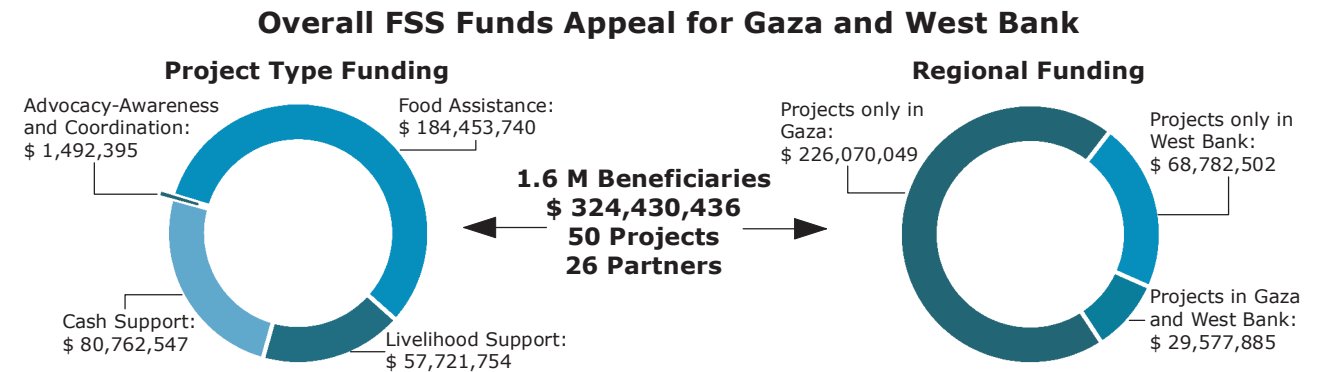 Overall FSS Funds Appeal for Gaza and West Bank
Project Type Funding
Advocacy-Awareness
and Coordination:
$ 1,492,395
Food Assistance:
$ 184,453,740
Cash Support:
$ 80,762,547
Livelihood Support:
$ 57,721,754
1.6 M Beneficiaries
$ 324,430,436
50 Projects
26 Partners
Regional Funding
Projects only in
Gaza:
$ 226,070,049
Projects only in
West Bank:
$ 68,782,502
Projects in Gaza
and West Bank:
$ 29,577,885